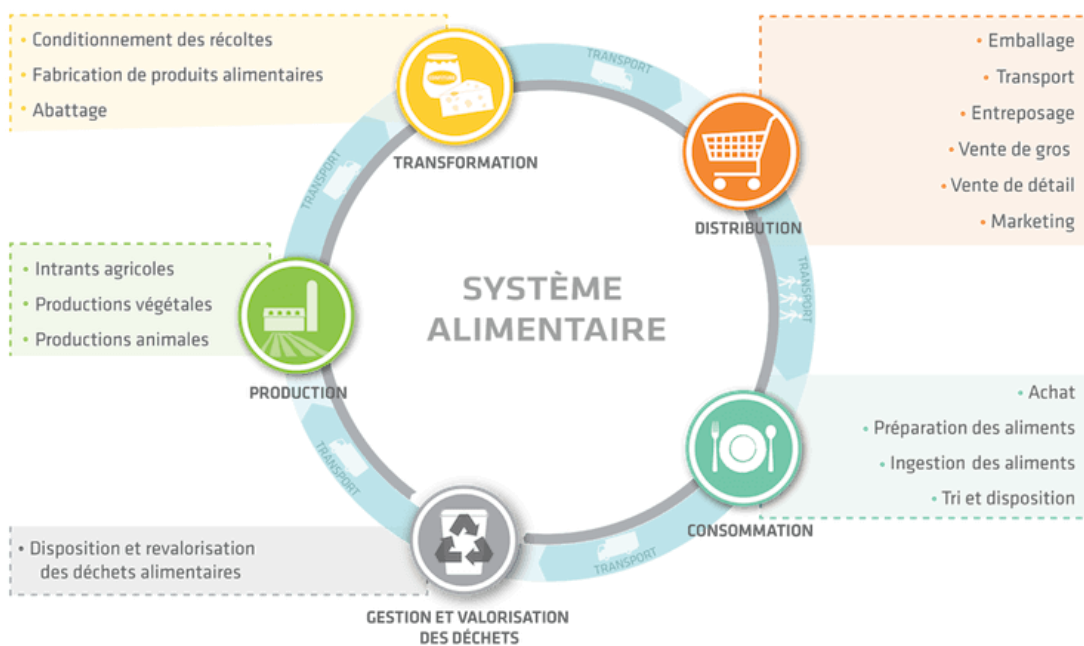 • Conditionnement des récoltes
• Fabrication de produits alimentaires
• Abattage
TRANSFORMATION
TRANSPORT
• Emballage
• Transport
• Entreposage
• Vente de gros
• Vente de détail
• Marketing
DISTRIBUTION
TRANSPORT
TRANSPORT
SYSTÈME
ALIMENTAIRE
• Intrants agricoles
• Productions végétales
• Productions animales
PRODUCTION
• Achat
• Préparation des aliments
• Ingestion des aliments
• Tri et disposition
CONSOMMATION
TRANSPORT
TRANSPORT
• Disposition et revalorisation
des déchets alimentaires
GESTION ET VALORISATION
DES DÉCHETS